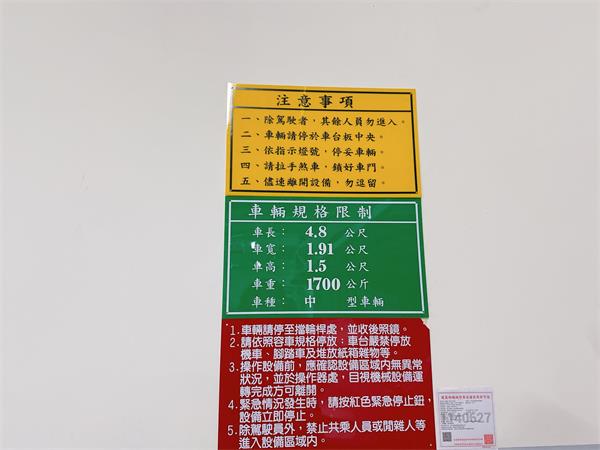 注意事項
一、除駕駛者，其餘人員勿進入。
二、車輛請停於車台板中央。
三、依指示燈號，停妥車輛。
四、請拉手煞車，鎖好車門。
五、儘速離開設備，勿逗留。
車輛規格限制
車長： 4.8 公尺
車寬： 1.91 公尺
車高： 1.5 公尺
車重： 1700 公斤
車種： 中 型車輛
1.車輛請停至擋輪桿處，並收後照鏡。
2.請依照容車規格停放；車台嚴禁停放
機車、腳踏車及堆放紙箱雜物等。
3.操作設備前，應確認設備區域內無異常
狀況，並於操作器處，目視機械設備運
轉完成方可離開。
4.緊急情況發生時，請按紅色緊急停止鈕，
設備立即停止。
5.除駕駛員外，禁止共乘人員或閒雜人等
進入設備區域內。